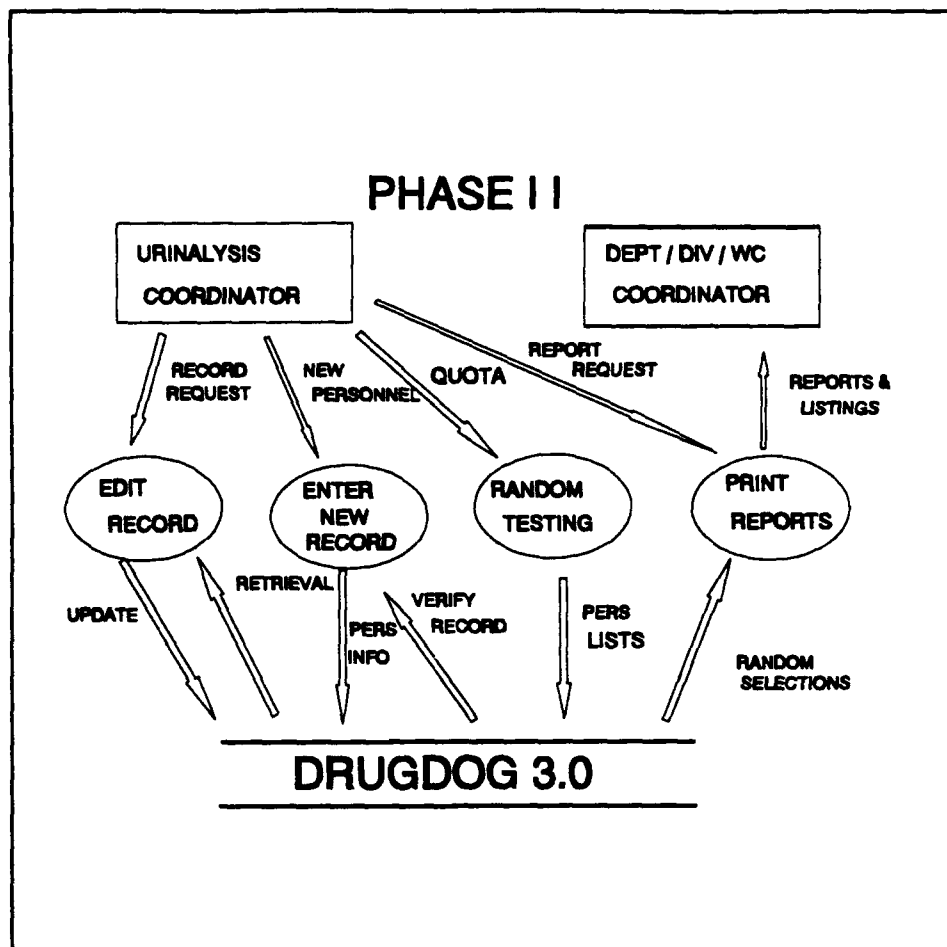 PHASE II
URINALYSIS
COORDINATOR
DEPT / DIV / WC
COORDINATOR
RECORD
REQUEST
NEW
PERSONNEL
QUOTA
REPORT
REQUEST
REPORTS &
LISTINGS
EDIT
RECORD
ENTER
NEW
RECORD
RANDOM
TESTING
PRINT
REPORTS
UPDATE
RETRIEVAL
PERS
INFO
VERIFY
RECORD
PERS
LISTS
RANDOM
SELECTIONS
DRUGDOG 3.0